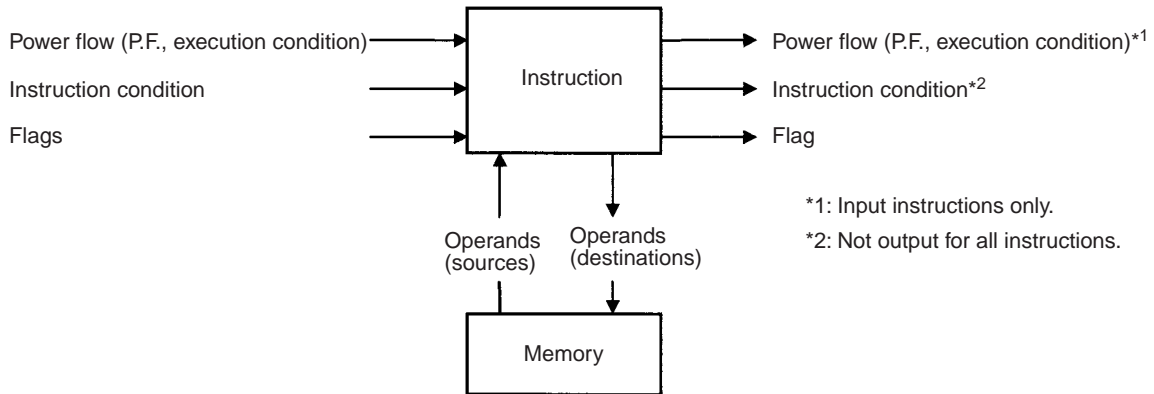 Power flow (P.F., execution condition)
Instruction condition
Flags
Instruction
Power flow (P.F., execution condition)*1
Instruction condition*2
Flag
*1: Input instructions only.
*2: Not output for all instructions.
Operands
(sources)
Operands
(destinations)
Memory